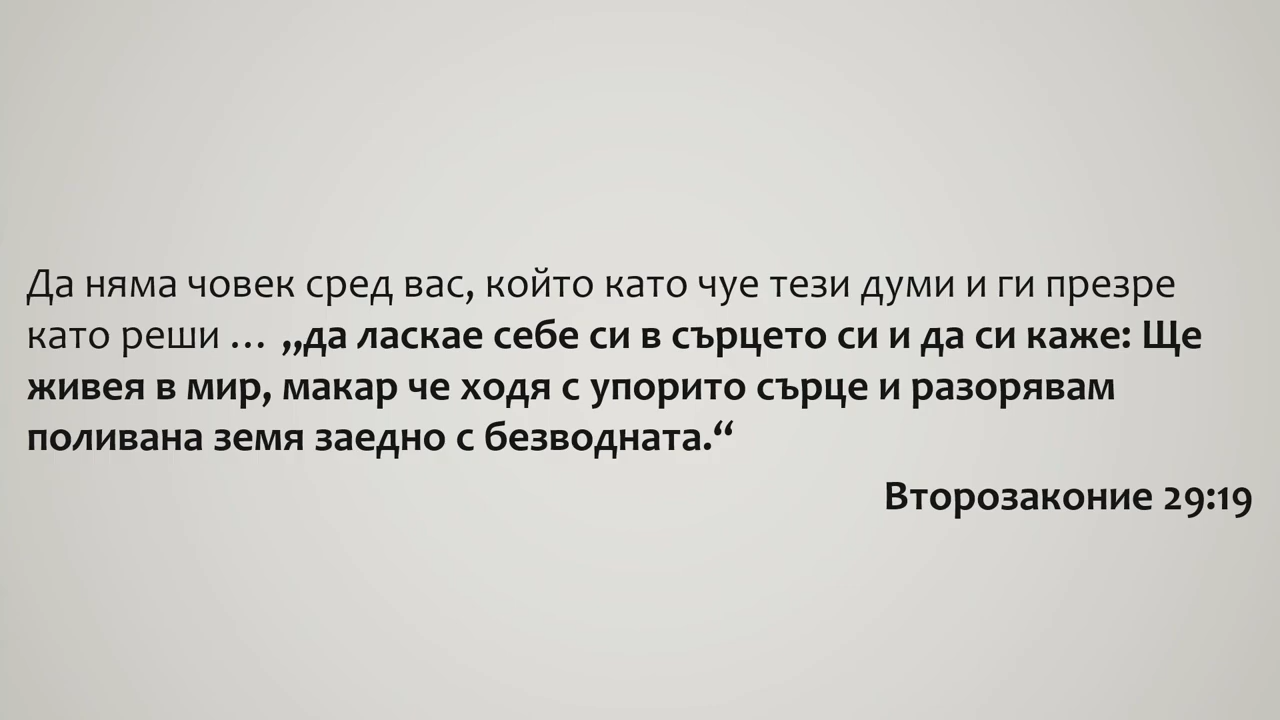 Да няма човек сред вас, който като чуе тези думи и ги презре
като реши … „да ласкае себе си в сърцето си и да си каже: Ще
живея в мир, макар че ходя с упорито сърце и разорявам
поливана земя заедно с безводната.“
Второзаконие 29:19